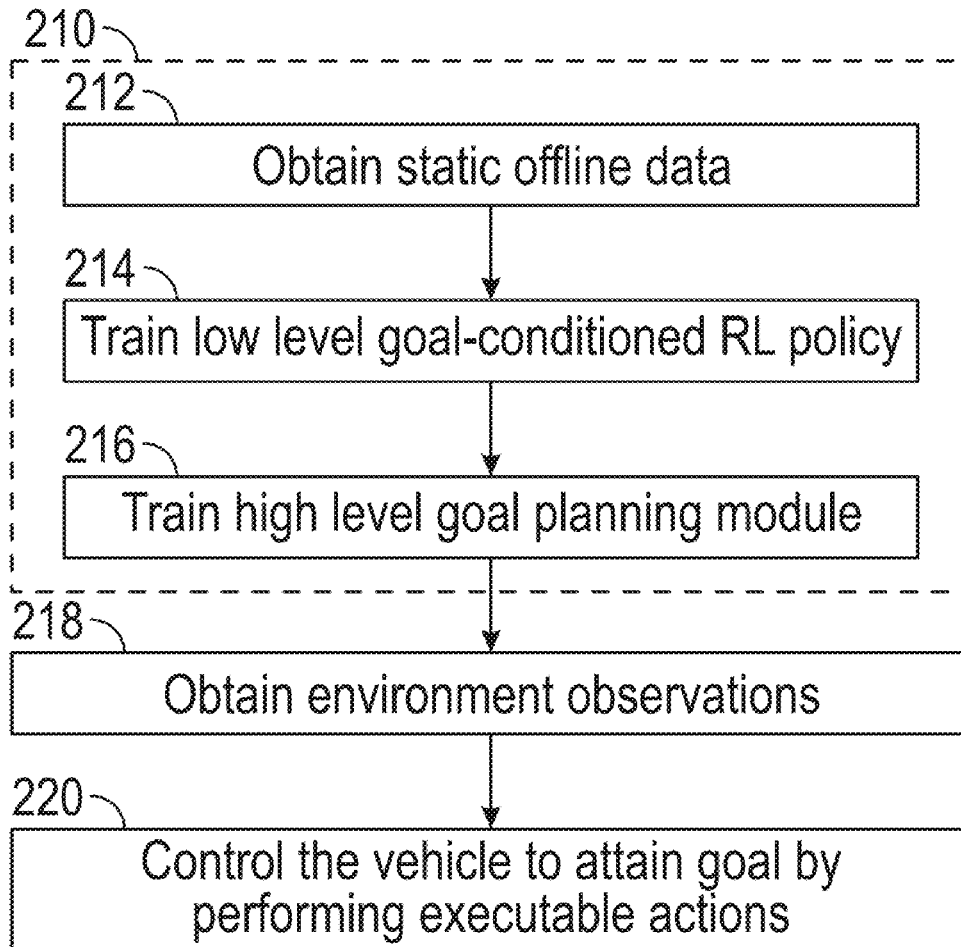 210
212
Obtain static offline data
214
Train low level goal-conditioned RL policy
216
Train high level goal planning module
218
Obtain environment observations
220
Control the vehicle to attain goal by
performing executable actions